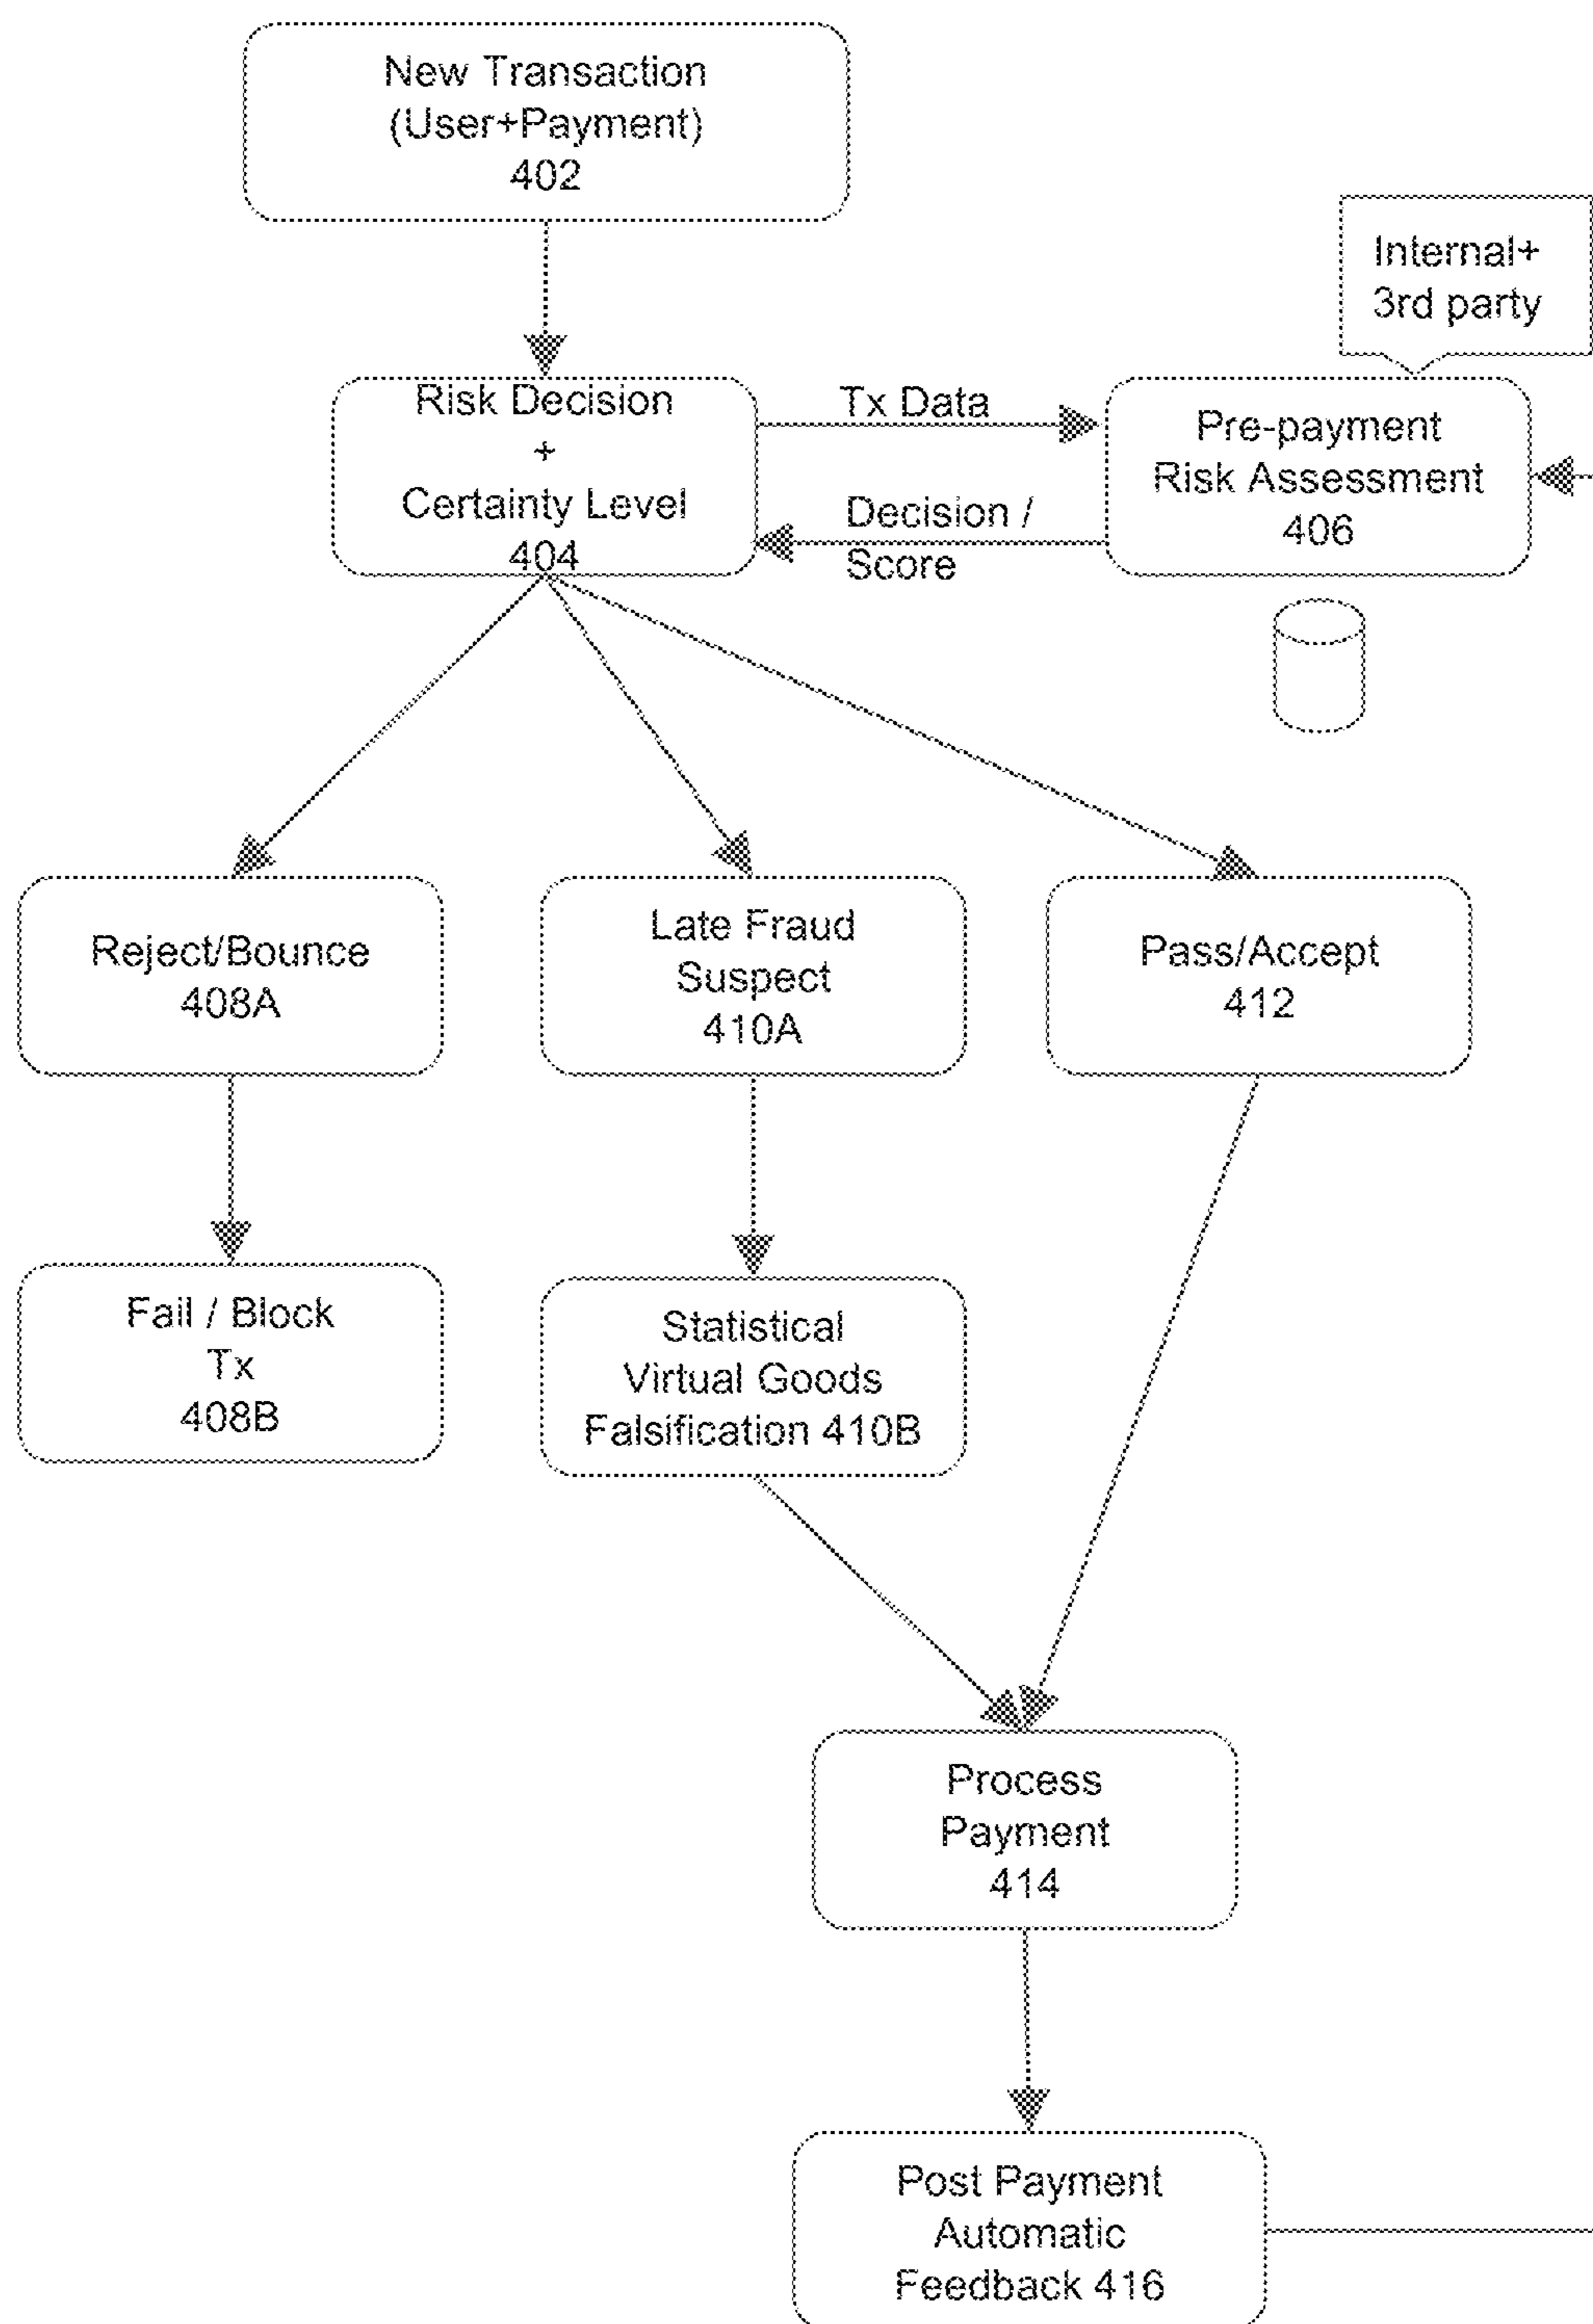 New Transaction
(User+Payment)
402
Internal+
3rd party
Risk Decision
+
Certainty Level
404
Tx Data
Decision /
Score
Pre-payment
Risk Assessment
406
Reject/Bounce
408A
Late Fraud
Suspect
410A
Pass/Accept
412
Fail / Block
Tx
408B
Statistical
Virtual Goods
Falsification 410B
Process
Payment
414
Post Payment
Automatic
Feedback 416